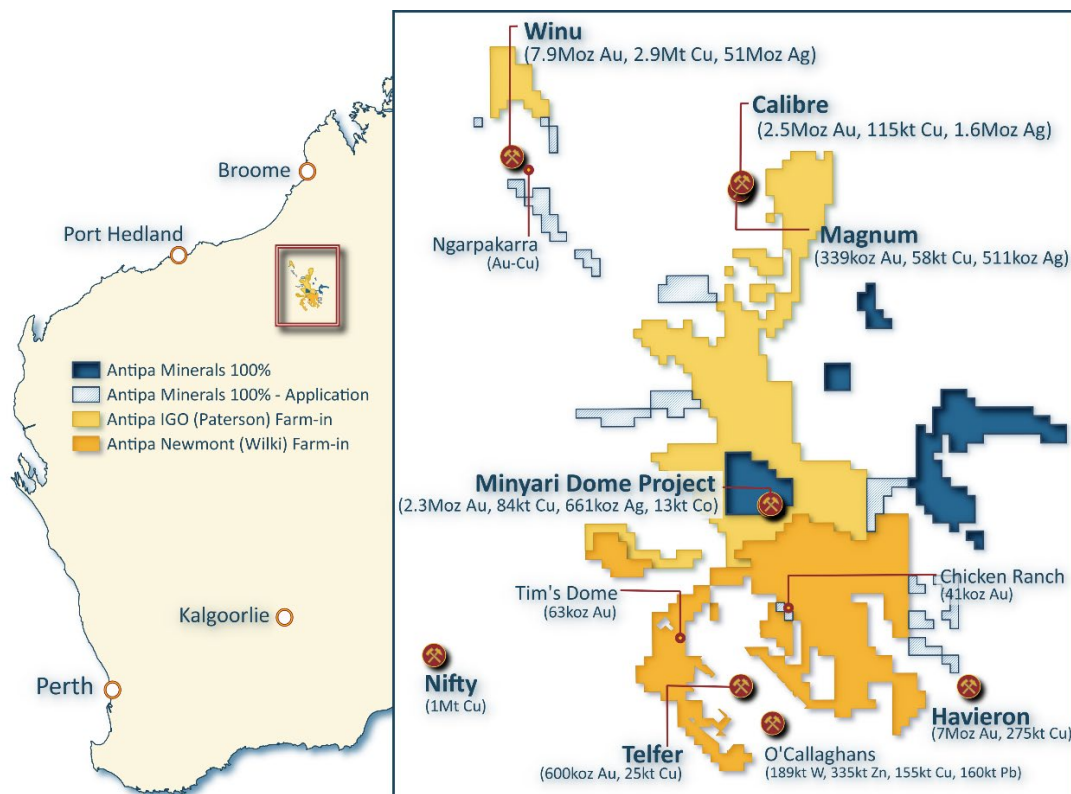 Broome
Port Hedland
Antipa Minerals 100%
Antipa Minerals 100% - Application
Antipa IGO (Paterson) Farm-in
Antipa Newmont (Wilki) Farm-in
Kalgoorlie
Perth
Winu
(7.9Moz Au, 2.9Mt Cu, 51Moz Ag)
Calibre
(2.5Moz Au, 115kt Cu, 1.6Moz Ag)
Ngarpakarra
(Au-Cu)
Magnum
(339koz Au, 58kt Cu, 511koz Ag)
Minyari Dome Project
(2.3Moz Au, 84kt Cu, 661koz Ag, 13kt Co)
Tim's Dome
(63koz Au)
Chicken Ranch
(41koz Au)
Nifty
(1Mt Cu)
Telfer
(600koz Au, 25kt Cu)
O'Callaghans
(189kt W, 335kt Zn, 155kt Cu, 160kt Pb)
Havieron
(7Moz Au, 275kt Cu)